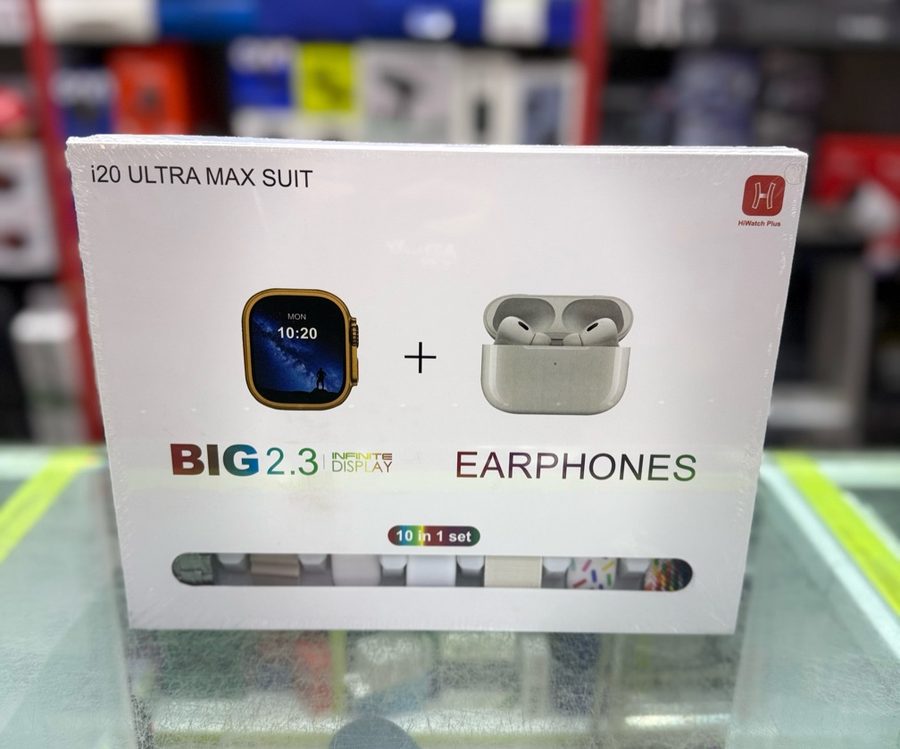 i20 ULTRA MAX SUIT
HiWatch Plus
MON
10:20
+
BIG 2.3 INFINITE
DISPLAY
EARPHONES
10 in 1 set